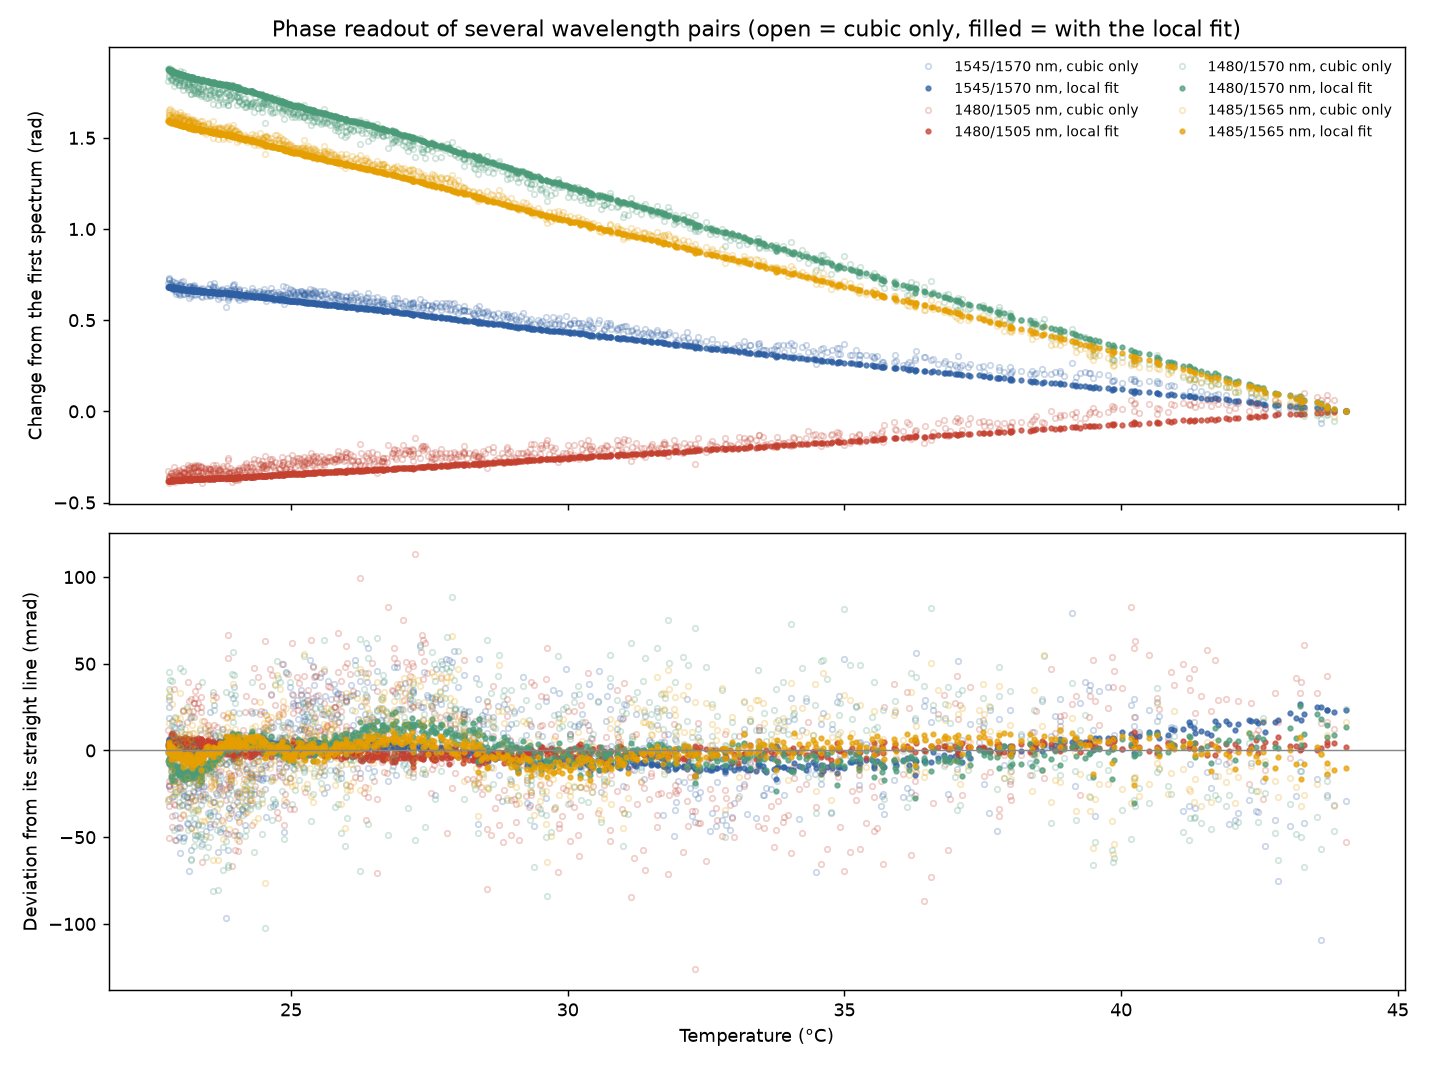 Phase readout of several wavelength pairs (open = cubic only, filled = with the local fit)
1545/1570 nm, cubic only
1545/1570 nm, local fit
1480/1505 nm, cubic only
1480/1505 nm, local fit
1480/1570 nm, cubic only
1480/1570 nm, local fit
1485/1565 nm, cubic only
1485/1565 nm, local fit
Change from the first spectrum (rad)
1.5
1.0
0.5
0.0
−0.5
Deviation from its straight line (mrad)
100
50
0
−50
−100
25 30 35 40 45
Temperature (°C)